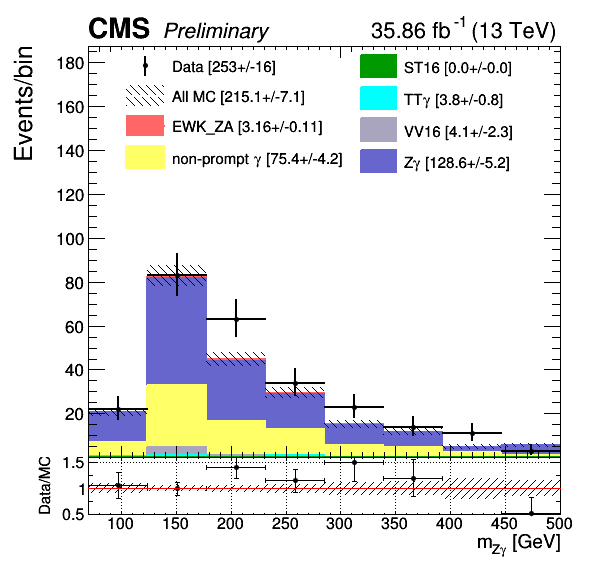 CMS Preliminary 35.86 fb⁻¹ (13 TeV)
Events/bin
180
160
140
120
100
80
60
40
20
Data [253+/-16]
All MC [215.1+/-7.1]
EWK_ZA [3.16+/-0.11]
non-prompt γ [75.4+/-4.2]
ST16 [0.0+/-0.0]
TTγ [3.8+/-0.8]
VV16 [4.1+/-2.3]
Zγ [128.6+/-5.2]
Data/MC
1.5
1
0.5
100 150 200 250 300 350 400 450 500
m_Zγ [GeV]